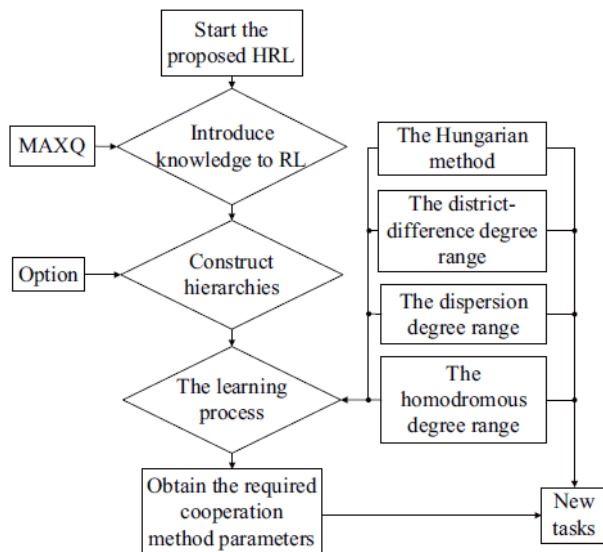 Start the
proposed HRL
MAXQ
Introduce
knowledge to RL
Option
Construct
hierarchies
The learning
process
Obtain the required
cooperation
method parameters
The Hungarian
method
The district-
difference degree
range
The dispersion
degree range
The
homodromous
degree range
New
tasks